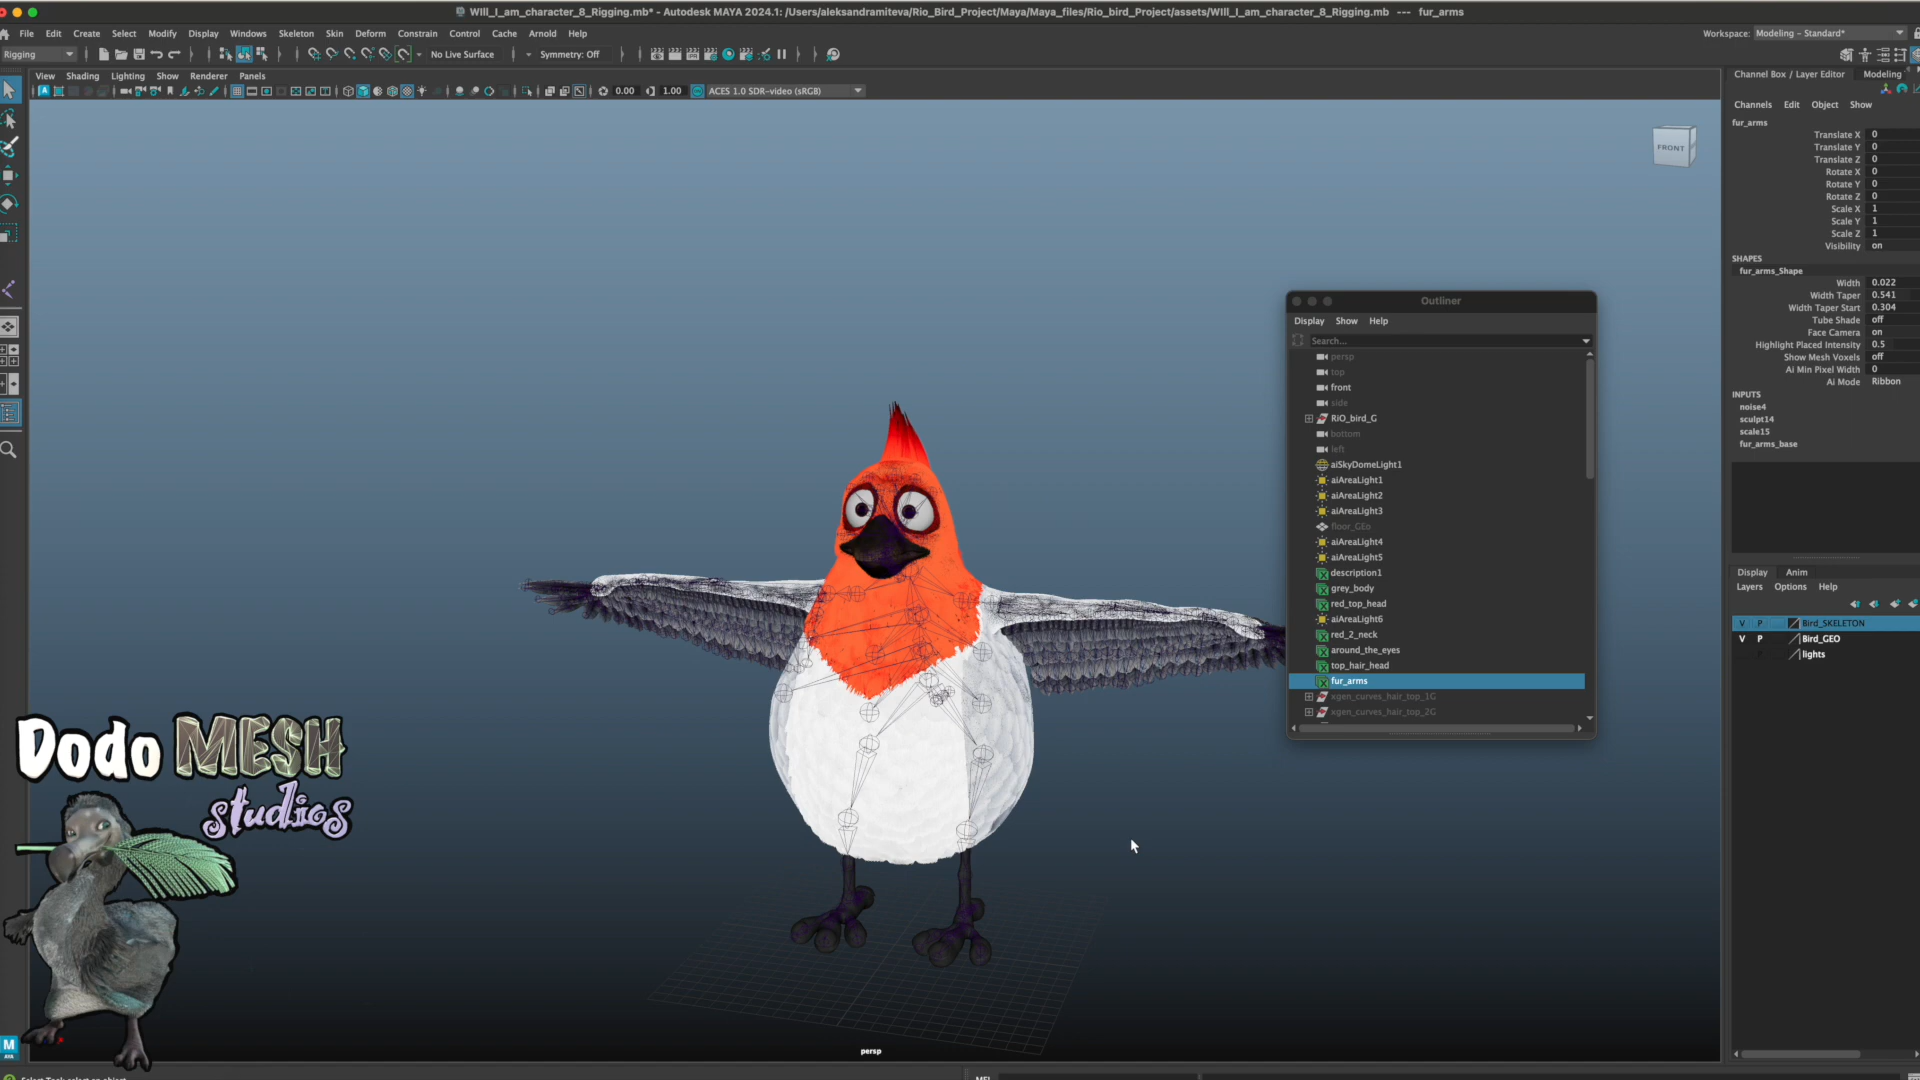 WIll_I_am_character_8_Rigging.mb* - Autodesk MAYA 2024.1: /Users/aleksandramiteva/Rio_Bird_Project/Maya/Maya_files/Rio_bird_Project/assets/WIll_I_am_character_8_Rigging.mb --- fur_arms
File Edit Create Select Modify Display Windows Skeleton Skin Deform Constrain Control Cache Arnold Help
Workspace: Modeling - Standard*
Rigging
No Live Surface
Symmetry: Off
View Shading Lighting Show Renderer Panels
0.00
1.00
ACES 1.0 SDR-video (sRGB)
FRONT
Channel Box / Layer Editor
Modeling
Channels Edit Object Show
fur_arms
Translate X 0
Translate Y 0
Translate Z 0
Rotate X 0
Rotate Y 0
Rotate Z 0
Scale X 1
Scale Y 1
Scale Z 1
Visibility on
SHAPES
fur_arms_Shape
Width 0.022
Width Taper 0.541
Width Taper Start 0.304
Tube Shade off
Face Camera on
Highlight Placed Intensity 0.5
Show Mesh Voxels off
Ai Min Pixel Width 0
Ai Mode Ribbon
INPUTS
noise4
sculpt14
scale15
fur_arms_base
Display Anim
Layers Options Help
V P Bird_SKELETON
V P Bird_GEO
lights
Outliner
Display Show Help
Search...
persp
top
front
side
RIO_bird_G
bottom
left
aiSkyDomeLight1
aiAreaLight1
aiAreaLight2
aiAreaLight3
floor_GEo
aiAreaLight4
aiAreaLight5
description1
grey_body
red_top_head
aiAreaLight6
red_2_neck
around_the_eyes
top_hair_head
fur_arms
xgen_curves_hair_top_1G
xgen_curves_hair_top_2G
Dodo MESH
studios
persp
M
AYA
Select Tool: select an object
MEL